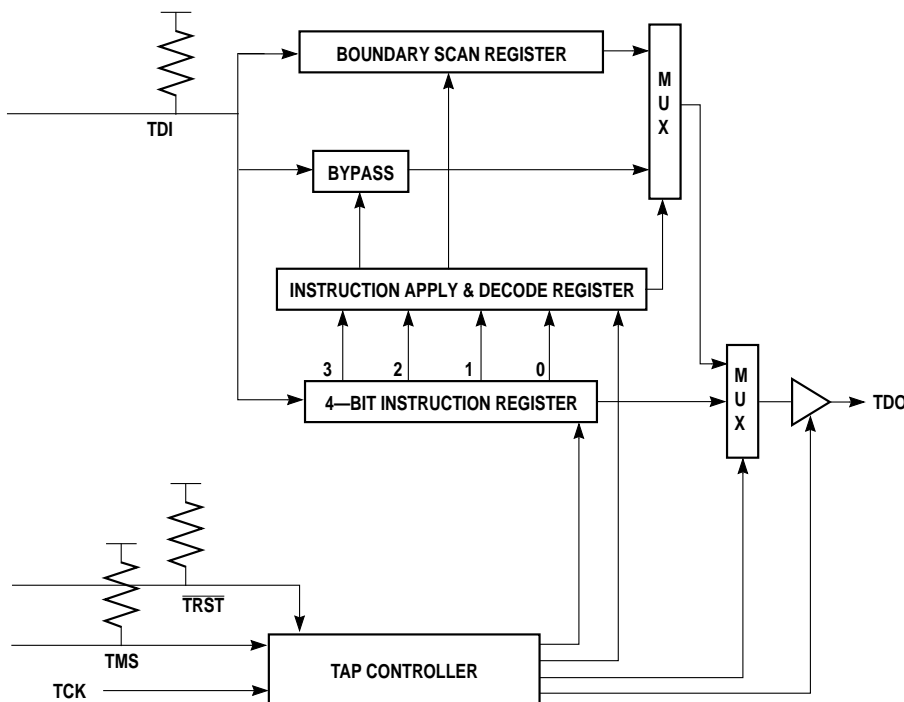 BOUNDARY SCAN REGISTER
M
U
X
TDI
BYPASS
INSTRUCTION APPLY & DECODE REGISTER
3 2 1 0
4—BIT INSTRUCTION REGISTER
M
U
X
TDO
TRST
TMS
TAP CONTROLLER
TCK